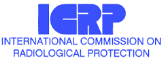 ICRP
INTERNATIONAL COMMISSION ON
RADIOLOGICAL PROTECTION